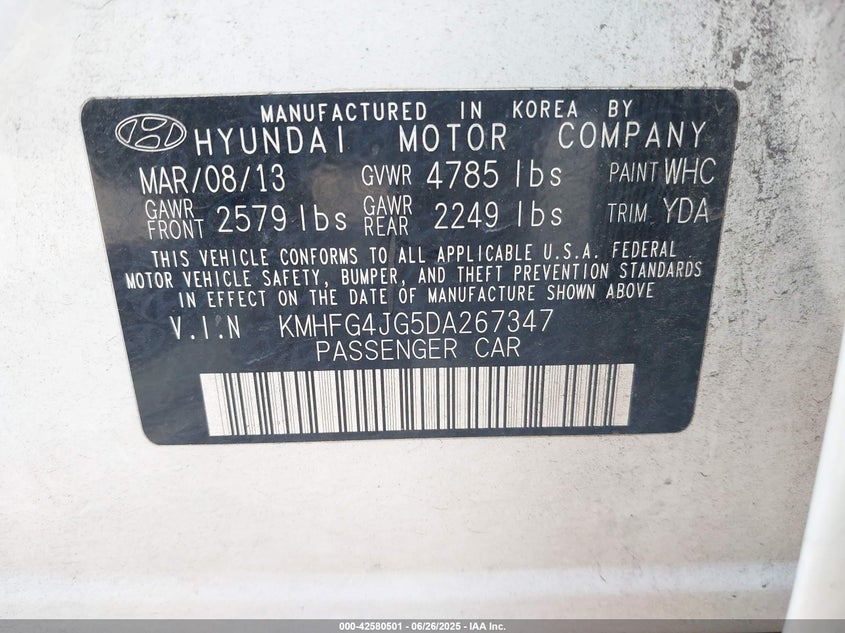 MANUFACTURED IN KOREA BY
HYUNDAI MOTOR COMPANY
MAR/08/13 GVWR 4785 lbs PAINT WHC
GAWR FRONT 2579 lbs GAWR REAR 2249 lbs TRIM YDA
THIS VEHICLE CONFORMS TO ALL APPLICABLE U.S.A. FEDERAL
MOTOR VEHICLE SAFETY, BUMPER, AND THEFT PREVENTION STANDARDS
IN EFFECT ON THE DATE OF MANUFACTURE SHOWN ABOVE
V.I.N KMHFG4JG5DA267347
PASSENGER CAR
000-42580501 | 06/26/2025 - IAA Inc.